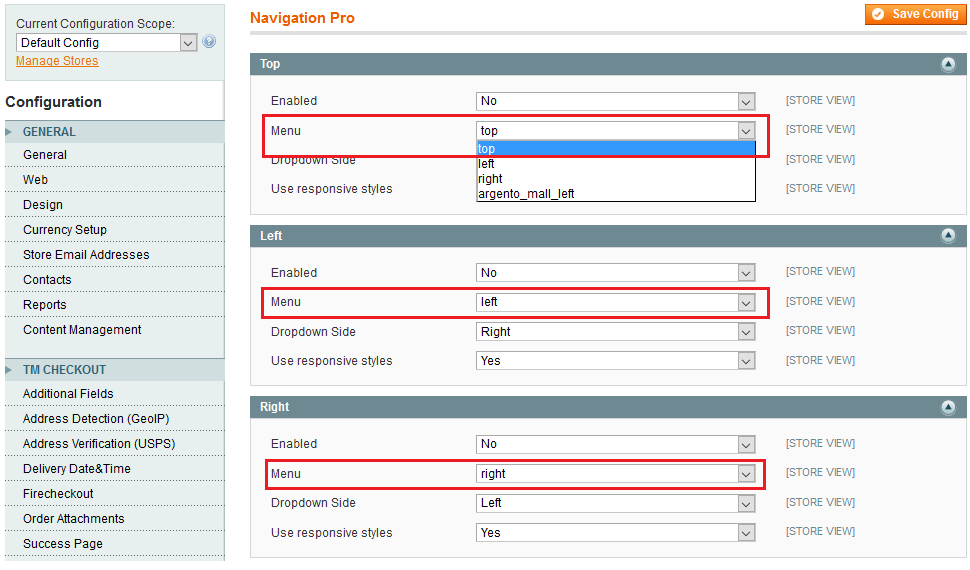 Current Configuration Scope:
Default Config
Manage Stores
Configuration
GENERAL
General
Web
Design
Currency Setup
Store Email Addresses
Contacts
Reports
Content Management
TM CHECKOUT
Additional Fields
Address Detection (GeoIP)
Address Verification (USPS)
Delivery Date&Time
Firecheckout
Order Attachments
Success Page
Navigation Pro
Save Config
Top
Enabled No [STORE VIEW]
Menu top [STORE VIEW]
top
left
right
argento_mall_left
Dropdown Side [STORE VIEW]
Use responsive styles [STORE VIEW]
Left
Enabled No [STORE VIEW]
Menu left [STORE VIEW]
Dropdown Side Right [STORE VIEW]
Use responsive styles Yes [STORE VIEW]
Right
Enabled No [STORE VIEW]
Menu right [STORE VIEW]
Dropdown Side Left [STORE VIEW]
Use responsive styles Yes [STORE VIEW]